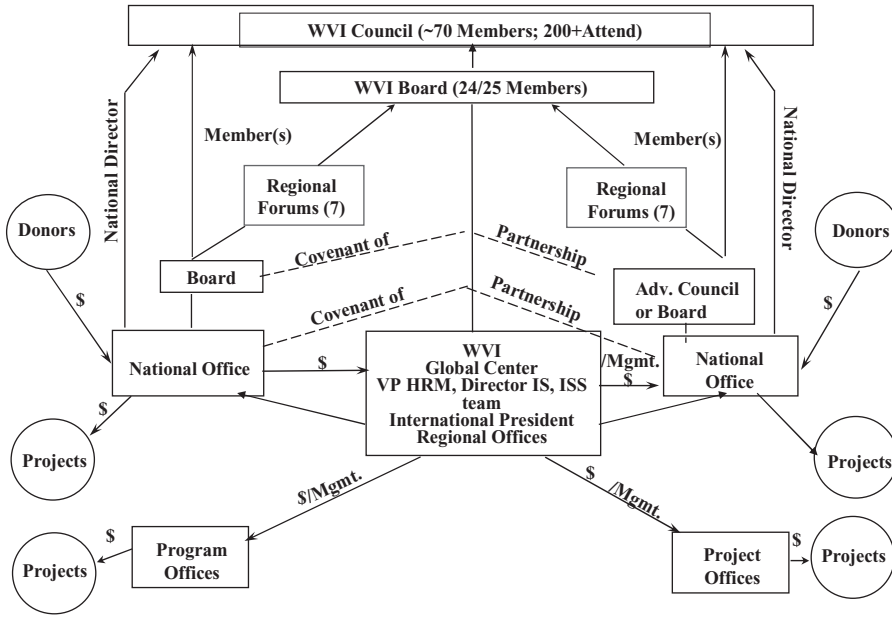 WVI Council (~70 Members; 200+Attend)
WVI Board (24/25 Members)
National Director
Member(s)
Member(s)
National Director
Regional
Forums (7)
Regional
Forums (7)
Donors
Donors
Covenant of
Partnership
Board
Adv. Council
or Board
$
$
Covenant of
Partnership
National Office
$
WVI
Global Center
VP HRM, Director IS, ISS
team
International President
Regional Offices
/Mgmt.
$
National
Office
$
Projects
Projects
$/Mgmt.
$
/Mgmt.
Projects
$
Program
Offices
Project
Offices
$
Projects